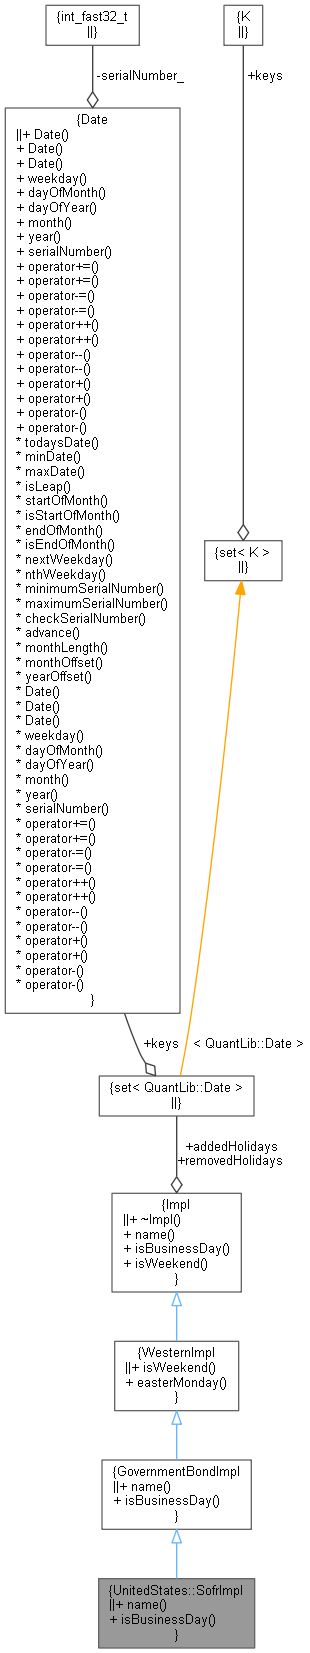 {int_fast32_t
||}
{K
||}
-serialNumber_
+keys
{Date
||+ Date()
+ Date()
+ Date()
+ weekday()
+ dayOfMonth()
+ dayOfYear()
+ month()
+ year()
+ serialNumber()
+ operator+=()
+ operator+=()
+ operator-=()
+ operator-=()
+ operator++()
+ operator++()
+ operator--()
+ operator--()
+ operator+()
+ operator+()
+ operator-()
+ operator-()
* todaysDate()
* minDate()
* maxDate()
* isLeap()
* startOfMonth()
* isStartOfMonth()
* endOfMonth()
* isEndOfMonth()
* nextWeekday()
* nthWeekday()
* minimumSerialNumber()
* maximumSerialNumber()
* checkSerialNumber()
* advance()
* monthLength()
* monthOffset()
* yearOffset()
* Date()
* Date()
* Date()
* weekday()
* dayOfMonth()
* dayOfYear()
* month()
* year()
* serialNumber()
* operator+=()
* operator+=()
* operator-=()
* operator-=()
* operator++()
* operator++()
* operator--()
* operator--()
* operator+()
* operator+()
* operator-()
* operator-()
}
{set< K >
||}
+keys
< QuantLib::Date >
{set< QuantLib::Date >
||}
+addedHolidays
+removedHolidays
{Impl
||+ ~Impl()
+ name()
+ isBusinessDay()
+ isWeekend()
}
{WesternImpl
||+ isWeekend()
+ easterMonday()
}
{GovernmentBondImpl
||+ name()
+ isBusinessDay()
}
{UnitedStates::SofrImpl
||+ name()
+ isBusinessDay()
}